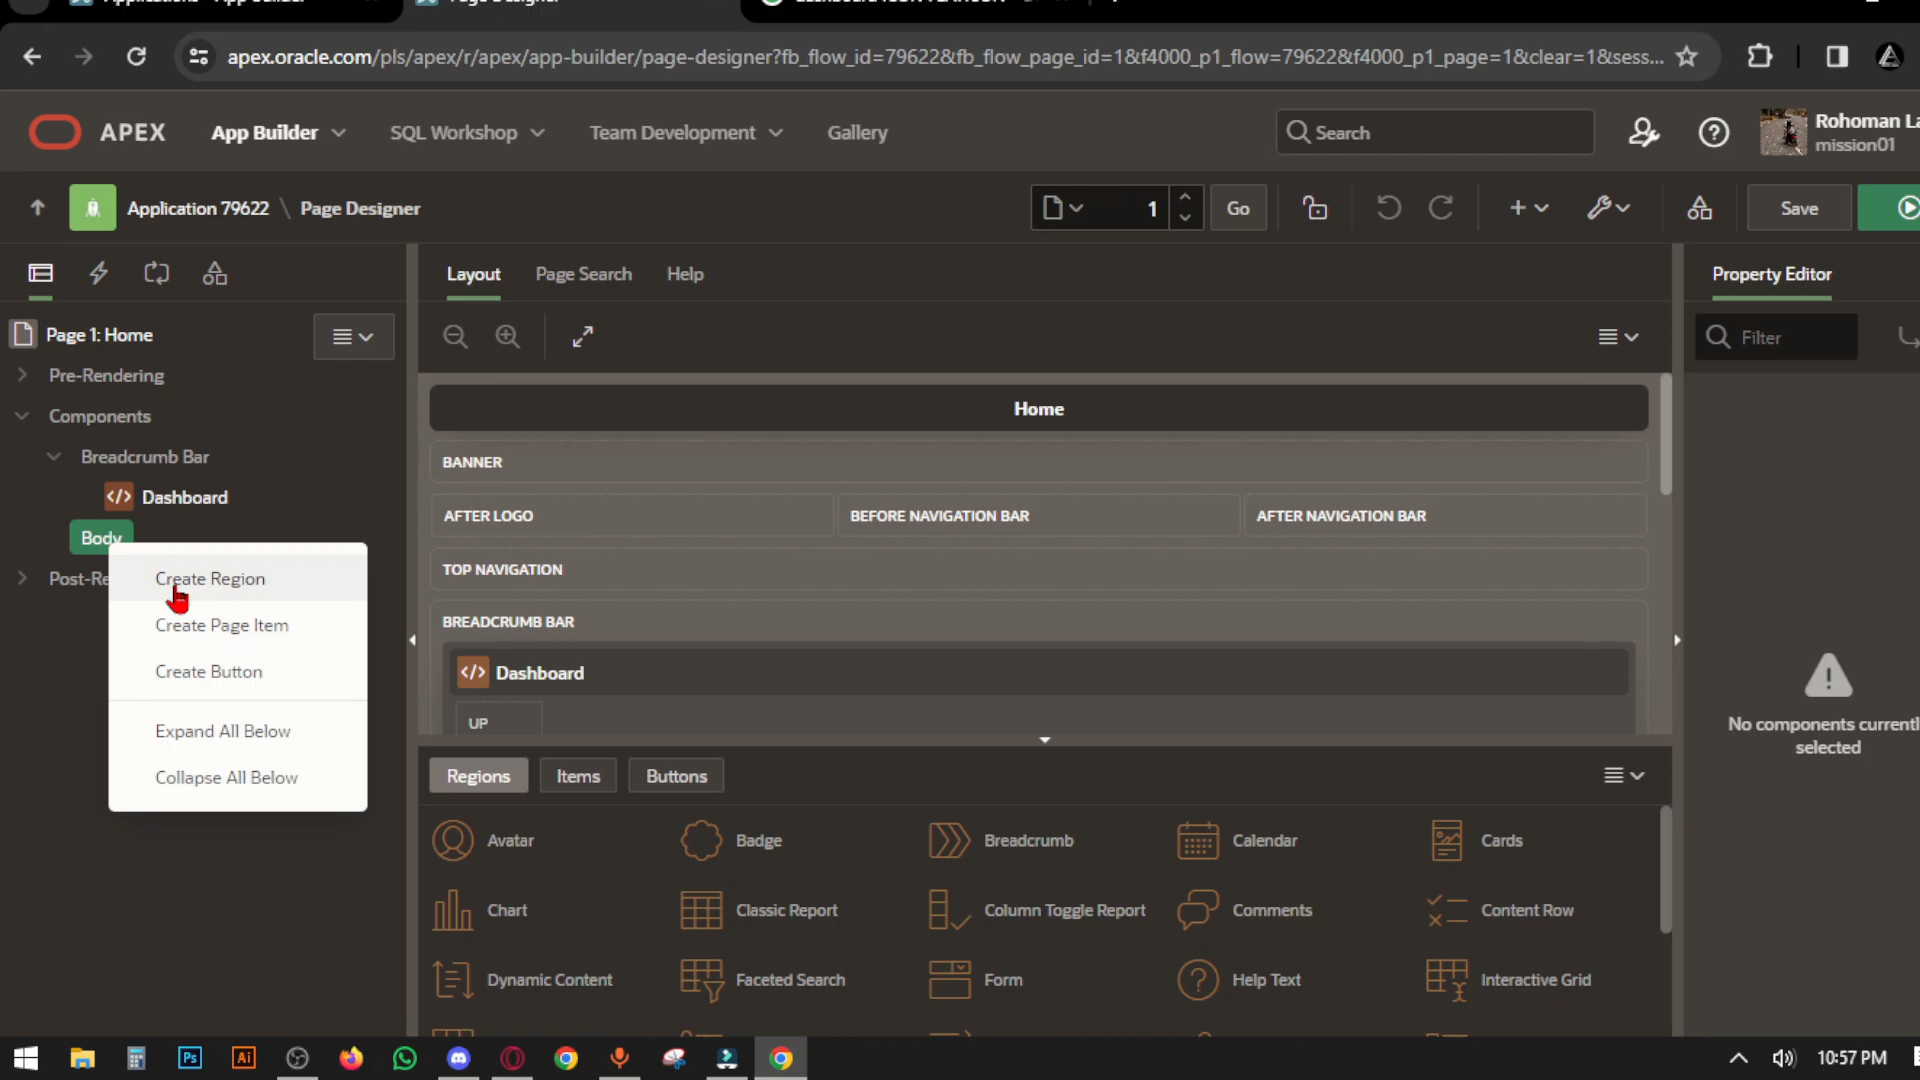 apex.oracle.com/pls/apex/r/apex/app-builder/page-designer?fb_flow_id=79622&fb_flow_page_id=1&f4000_p1_flow=79622&f4000_p1_page=1&clear=1&sess...
APEX App Builder SQL Workshop Team Development Gallery Search Rohoman La
mission01
Application 79622 \ Page Designer 1 Go Save
Layout Page Search Help Property Editor
Page 1: Home Filter
Pre-Rendering
Components
Breadcrumb Bar
Dashboard
Body
Post-Re
Create Region
Create Page Item
Create Button
Expand All Below
Collapse All Below
Home
BANNER
AFTER LOGO BEFORE NAVIGATION BAR AFTER NAVIGATION BAR
TOP NAVIGATION
BREADCRUMB BAR
</> Dashboard
UP
No components currentl
selected
Regions Items Buttons
Avatar Badge Breadcrumb Calendar Cards
Chart Classic Report Column Toggle Report Comments Content Row
Dynamic Content Faceted Search Form Help Text Interactive Grid
Ps Ai 10:57 PM